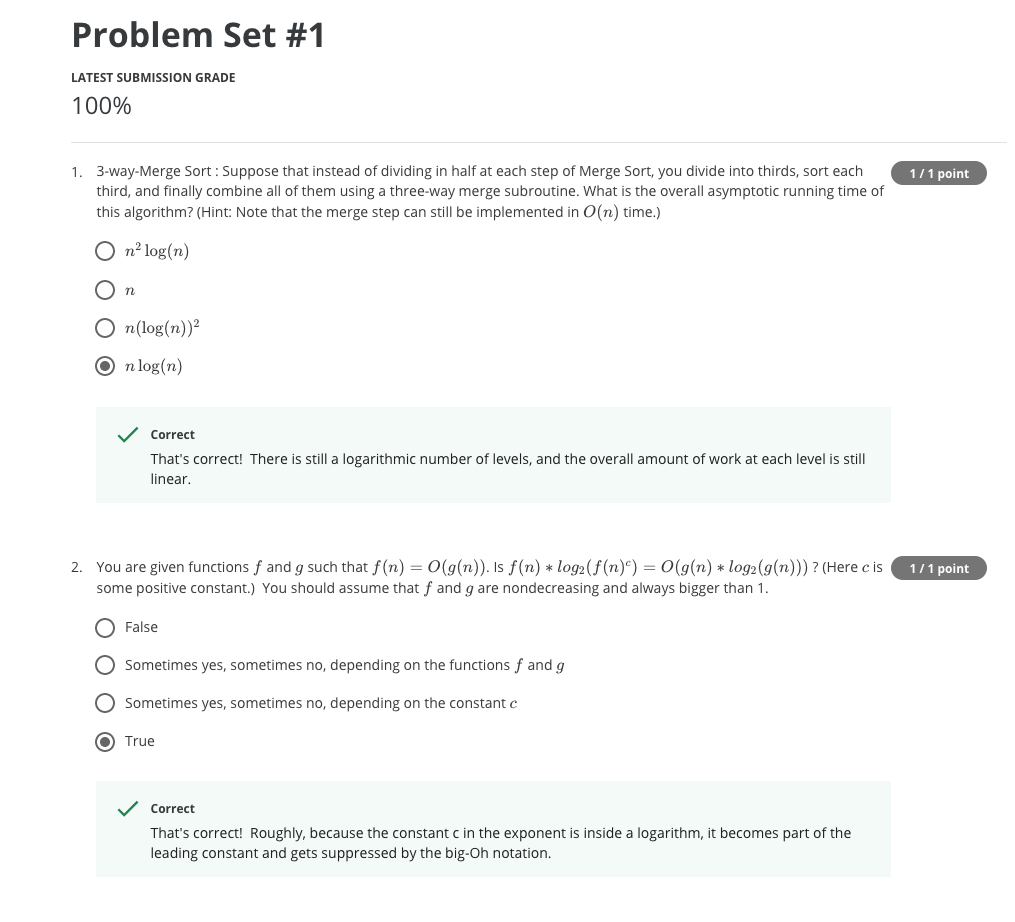 Problem Set #1
LATEST SUBMISSION GRADE
100%
1. 3-way-Merge Sort : Suppose that instead of dividing in half at each step of Merge Sort, you divide into thirds, sort each
1 / 1 point
third, and finally combine all of them using a three-way merge subroutine. What is the overall asymptotic running time of
this algorithm? (Hint: Note that the merge step can still be implemented in O(n) time.)
n² log(n)
n
n(log(n))²
n log(n)
Correct
That's correct!  There is still a logarithmic number of levels, and the overall amount of work at each level is still
linear.
2. You are given functions f and g such that f(n) = O(g(n)). Is f(n) ∗ log₂(f(n)ᶜ) = O(g(n) ∗ log₂(g(n))) ? (Here c is
1 / 1 point
some positive constant.)  You should assume that f and g are nondecreasing and always bigger than 1.
False
Sometimes yes, sometimes no, depending on the functions f and g
Sometimes yes, sometimes no, depending on the constant c
True
Correct
That's correct!  Roughly, because the constant c in the exponent is inside a logarithm, it becomes part of the
leading constant and gets suppressed by the big-Oh notation.